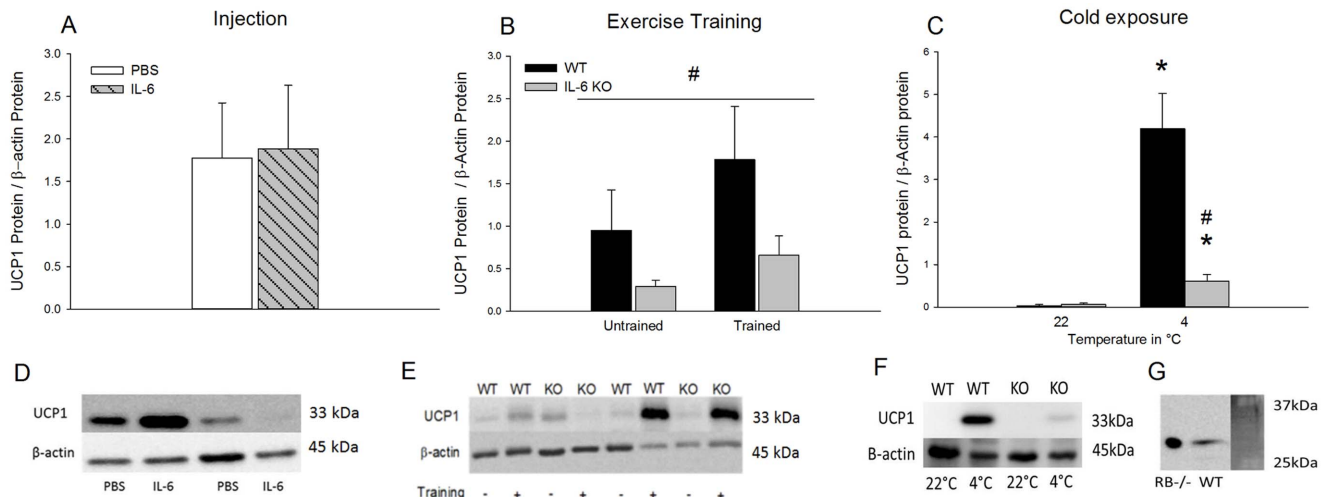 Injection
A
UCP1 Protein / β–actin Protein
3.0
2.5
2.0
1.5
1.0
0.5
0.0
PBS
IL-6
Exercise Training
B
UCP1 Protein / β-Actin Protein
3.0
2.5
2.0
1.5
1.0
0.5
0.0
WT
IL-6 KO
#
Untrained Trained
Cold exposure
C
UCP1 protein / β-Actin protein
6
5
4
3
2
1
0
*
#
*
22 4
Temperature in °C
D
UCP1 33 kDa
β-actin 45 kDa
PBS IL-6 PBS IL-6
E
WT WT KO KO WT WT KO KO
UCP1 33 kDa
β-actin 45 kDa
Training - + - + - + - +
F
WT WT KO KO
UCP1 33kDa
B-actin 45kDa
22°C 4°C 22°C 4°C
G
37kDa
25kDa
RB-/- WT